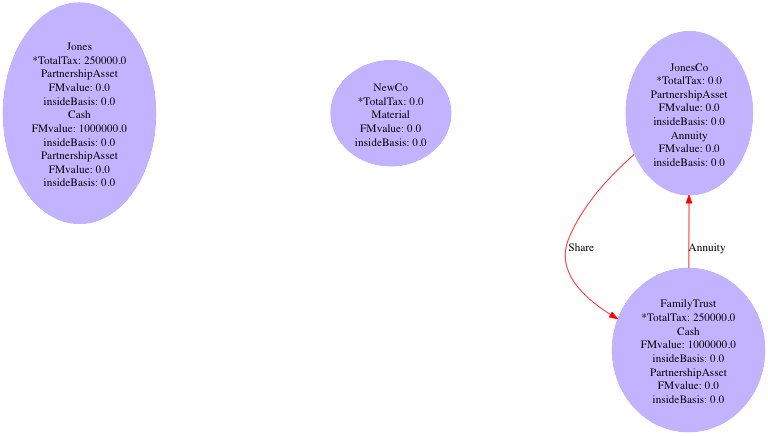 Jones
*TotalTax: 250000.0
PartnershipAsset
FMvalue: 0.0
insideBasis: 0.0
Cash
FMvalue: 1000000.0
insideBasis: 0.0
PartnershipAsset
FMvalue: 0.0
insideBasis: 0.0
NewCo
*TotalTax: 0.0
Material
FMvalue: 0.0
insideBasis: 0.0
JonesCo
*TotalTax: 0.0
PartnershipAsset
FMvalue: 0.0
insideBasis: 0.0
Annuity
FMvalue: 0.0
insideBasis: 0.0
Share
Annuity
FamilyTrust
*TotalTax: 250000.0
Cash
FMvalue: 1000000.0
insideBasis: 0.0
PartnershipAsset
FMvalue: 0.0
insideBasis: 0.0